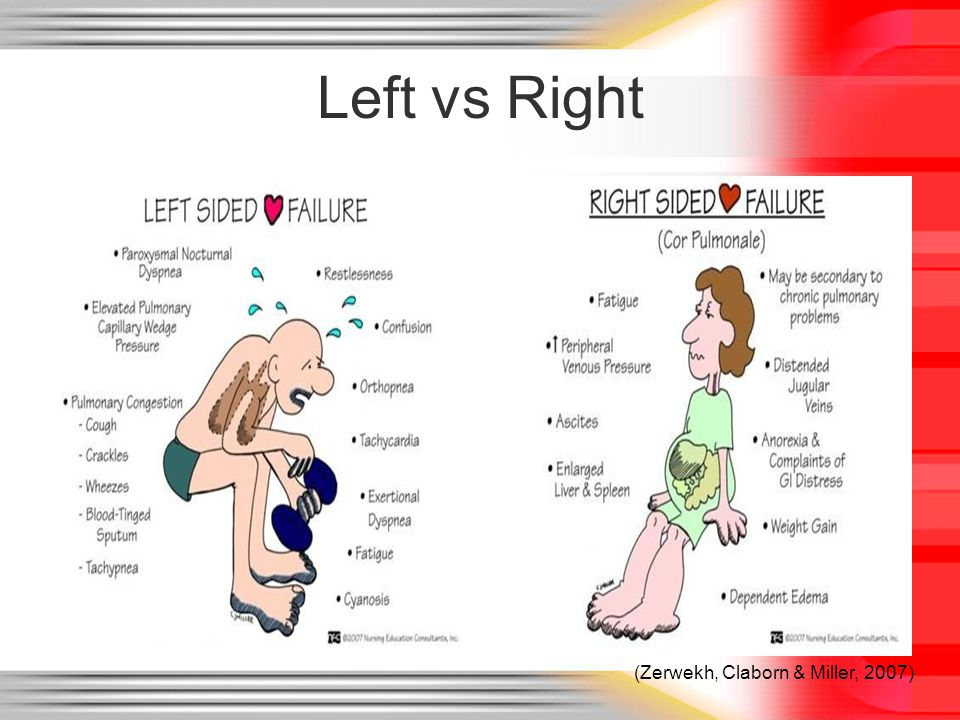 Left vs Right
LEFT SIDED FAILURE
• Paroxysmal Nocturnal
Dyspnea
• Elevated Pulmonary
Capillary Wedge
Pressure
• Pulmonary Congestion
- Cough
- Crackles
- Wheezes
- Blood-Tinged
Sputum
- Tachypnea
• Restlessness
• Confusion
• Orthopnea
• Tachycardia
• Exertional
Dyspnea
• Fatigue
• Cyanosis
©2007 Nursing Education Consultants, Inc.
RIGHT SIDED FAILURE
(Cor Pulmonale)
• Fatigue
• ↑ Peripheral
Venous Pressure
• Ascites
• Enlarged
Liver & Spleen
• May be secondary to
chronic pulmonary
problems
• Distended
Jugular
Veins
• Anorexia &
Complaints of
GI Distress
• Weight Gain
• Dependent Edema
©2007 Nursing Education Consultants, Inc.
(Zerwekh, Claborn & Miller, 2007)